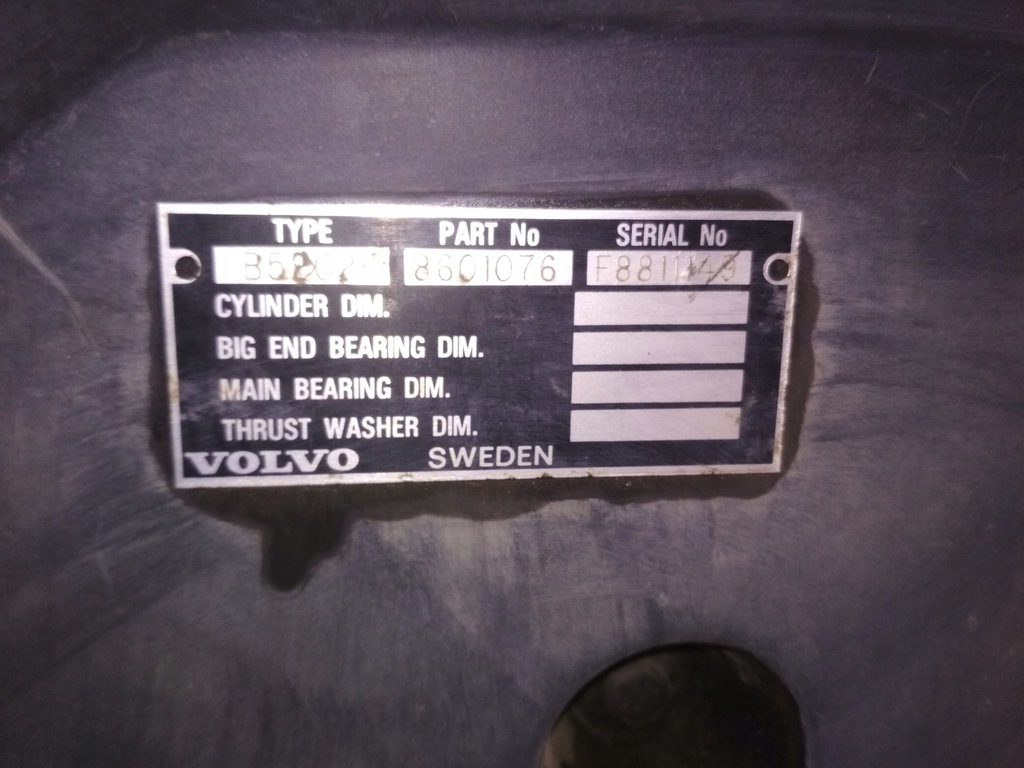 TYPE PART No SERIAL No
8601076
CYLINDER DIM.
BIG END BEARING DIM.
MAIN BEARING DIM.
THRUST WASHER DIM.
VOLVO SWEDEN